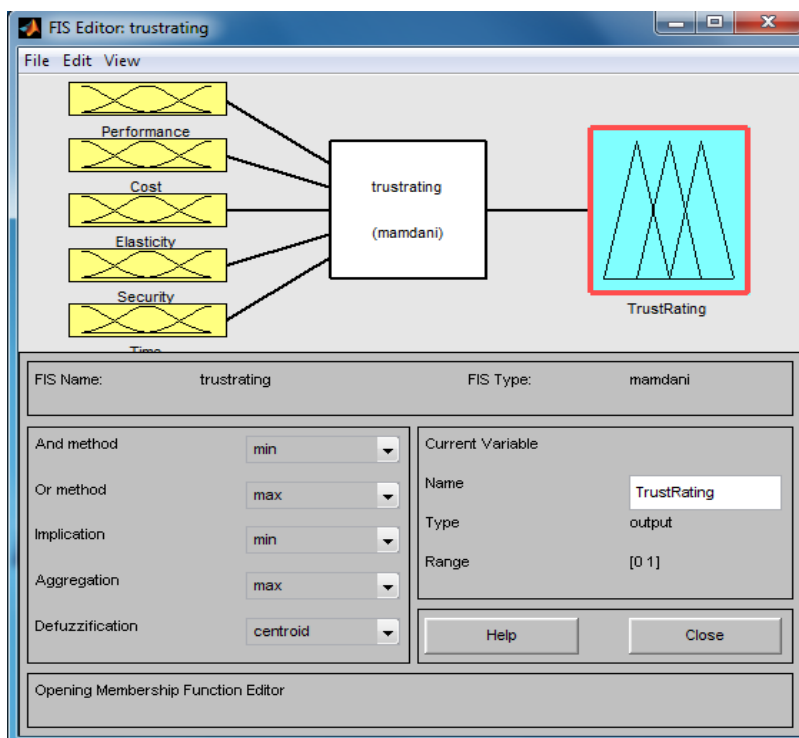 FIS Editor: trustrating
File Edit View
Performance
Cost
Elasticity
Security
Time
trustrating
(mamdani)
TrustRating
FIS Name: trustrating FIS Type: mamdani
And method min
Or method max
Implication min
Aggregation max
Defuzzification centroid
Current Variable
Name TrustRating
Type output
Range [0 1]
Help Close
Opening Membership Function Editor